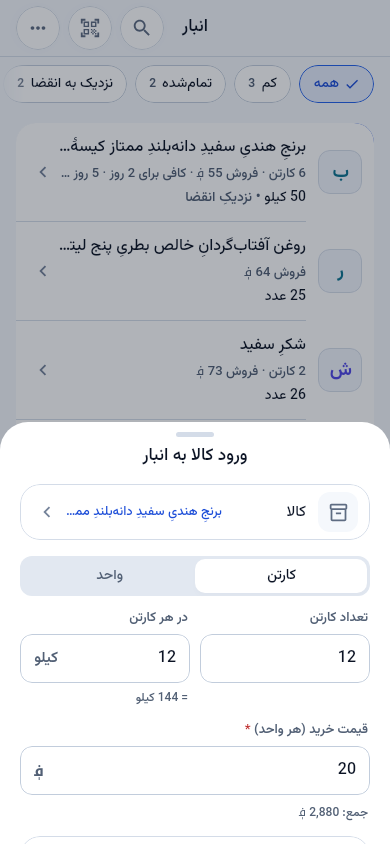 انبار
همه
کم 3
تمام‌شده 2
نزدیک به انقضا 2
ب
برنجِ هندیِ سفیدِ دانه‌بلندِ ممتاز کیسهٔ…
6 کارتن · فروش 55 ؋ · کافی برای 2 روز · 5 روز …
50 کیلو • نزدیکِ انقضا
ر
روغن آفتاب‌گردانِ خالص بطریِ پنج لیت…
فروش 64 ؋
25 عدد
ش
شکرِ سفید
2 کارتن · فروش 73 ؋
26 عدد
ورود کالا به انبار
کالا
برنجِ هندیِ سفیدِ دانه‌بلندِ مم…
کارتن
واحد
تعداد کارتن
در هر کارتن
12
12 کیلو
= 144 کیلو
قیمت خرید (هر واحد) *
20 ؋
جمع: 2,880 ؋